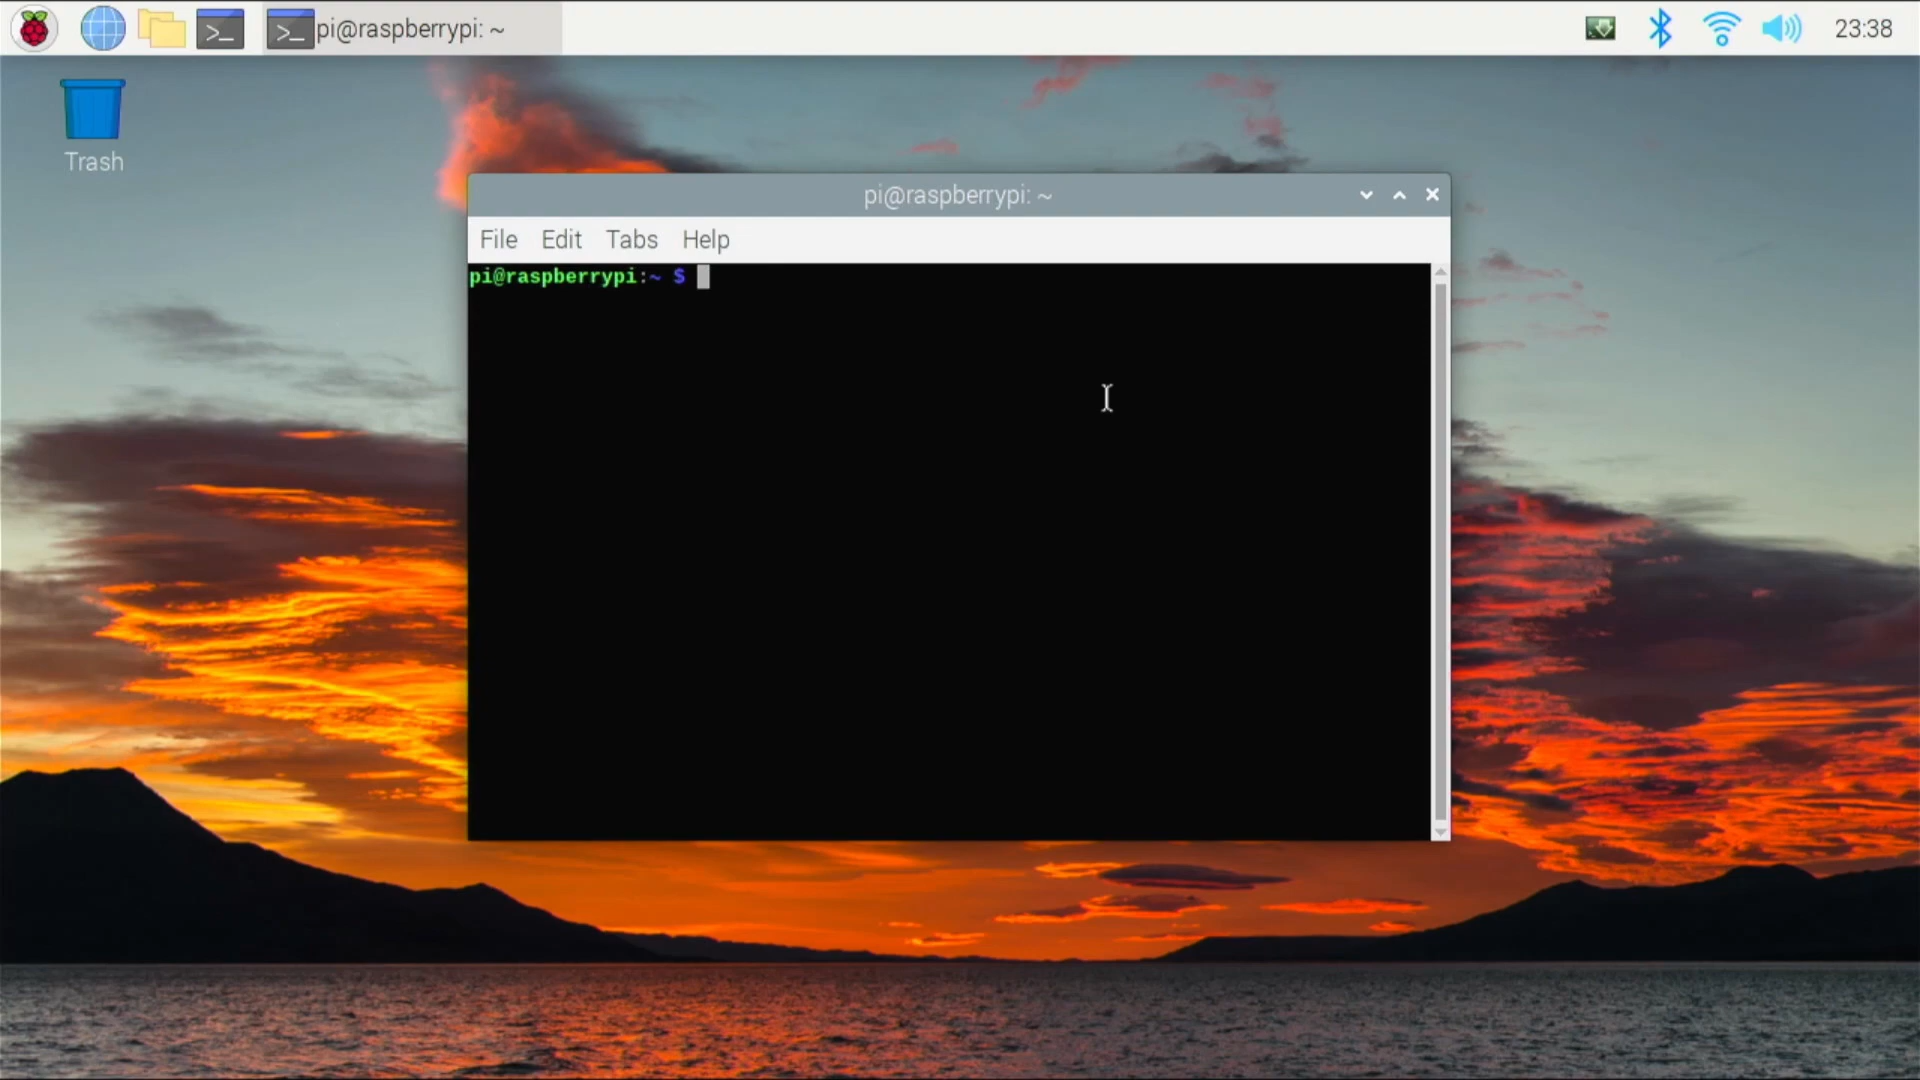 pi@raspberrypi: ~
23:38
Trash
pi@raspberrypi: ~
File Edit Tabs Help
pi@raspberrypi:~ $